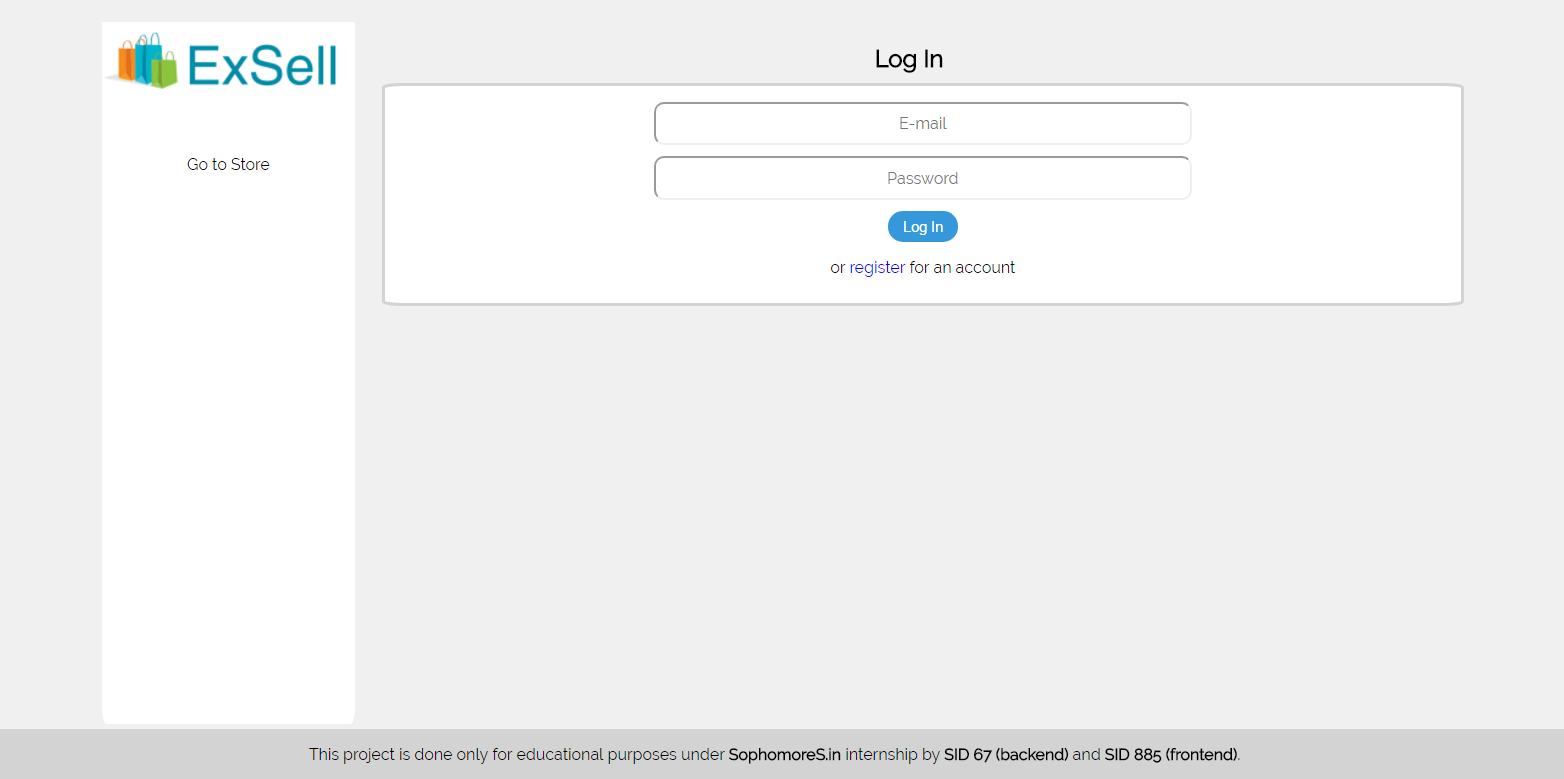 ExSell
Go to Store
Log In
E-mail
Password
Log In
or register for an account
This project is done only for educational purposes under SophomoreS.in internship by SID 67 (backend) and SID 885 (frontend).